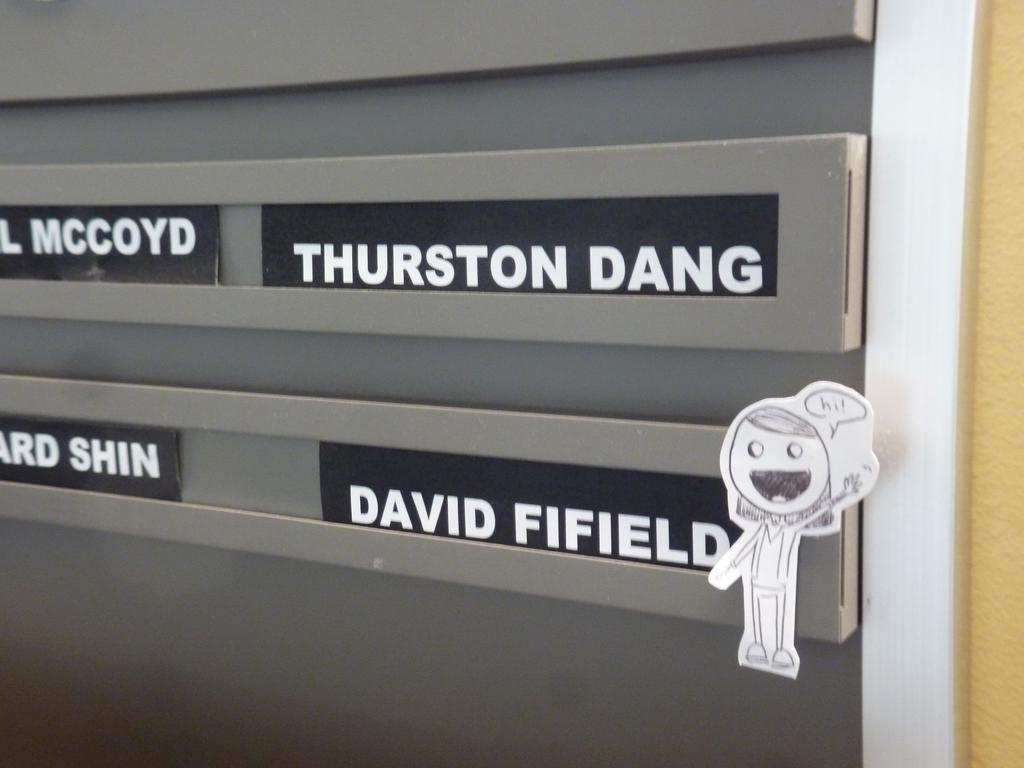 L MCCOYD
THURSTON DANG
ARD SHIN
DAVID FIFIELD
hi!